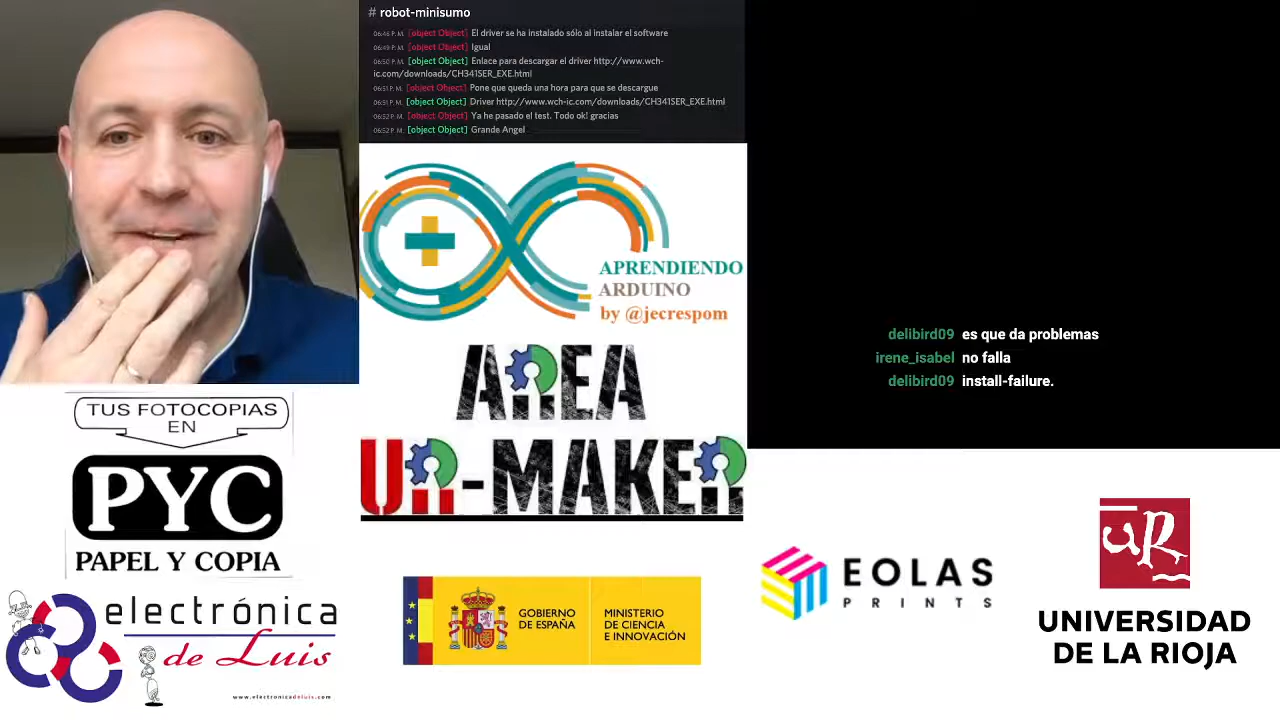 # robot-minisumo
06:46 P. M. [object Object] El driver se ha instalado sólo al instalar el software
06:49 P. M. [object Object] Igual
06:50 P. M. [object Object] Enlace para descargar el driver http://www.wch-
ic.com/downloads/CH341SER_EXE.html
06:51 P. M. [object Object] Pone que queda una hora para que se descargue
06:51 P. M. [object Object] Driver http://www.wch-ic.com/downloads/CH341SER_EXE.html
06:52 P. M. [object Object] Ya he pasado el test. Todo ok! gracias
06:52 P. M. [object Object] Grande Angel
APRENDIENDO
ARDUINO
by @jecrespom
AREA
UR-MAKER
delibird09 es que da problemas
irene_isabel no falla
delibird09 install-failure.
TUS FOTOCOPIAS
EN
PYC
PAPEL Y COPIA
electrónica
de Luis
www.electronicadeluis.com
GOBIERNO
DE ESPAÑA
MINISTERIO
DE CIENCIA
E INNOVACIÓN
EOLAS
PRINTS
UR
UNIVERSIDAD
DE LA RIOJA